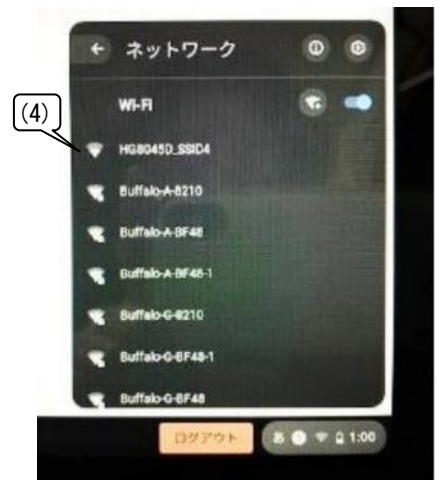 ネットワーク
(4)
Wi-Fi
HG8045D_SSID4
Buffalo-A-8210
Buffalo-A-BF48
Buffalo-A-BF48-1
Buffalo-G-8210
Buffalo-G-BF48-1
Buffalo-G-BF48
ログアウト
あ 1:00